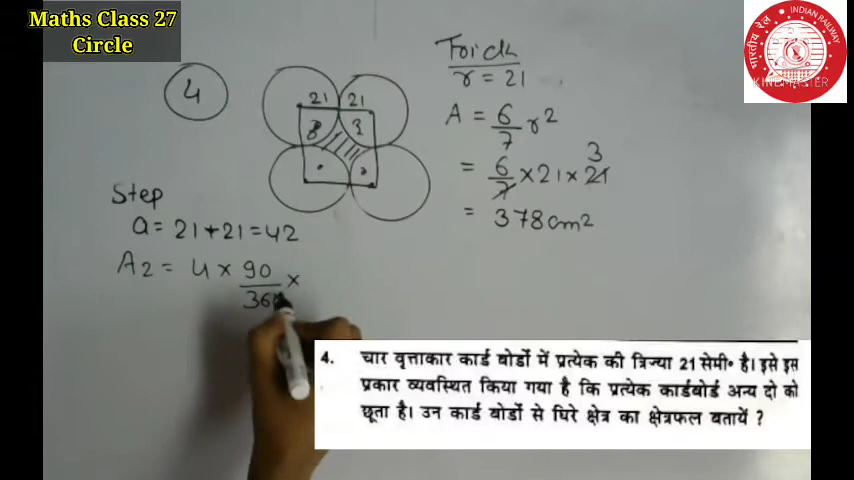 Maths Class 27
Circle
4
21 21
Step
a = 21 + 21 = 42
A2 = 4 × 90/360 ×
r = 21
A = 6/7 r²
= 6/7 × 21 × 21 3
= 378 cm²
भारतीय रेल INDIAN RAILWAY
KINEMASTER
4. चार वृत्ताकार कार्ड बोर्डो में प्रत्येक की त्रिज्या 21 सेमी॰ है। इसे इस
प्रकार व्यवस्थित किया गया है कि प्रत्येक कार्डबोर्ड अन्य दो को
छूता है। उन कार्ड बोर्डो से घिरे क्षेत्र का क्षेत्रफल बतायें ?